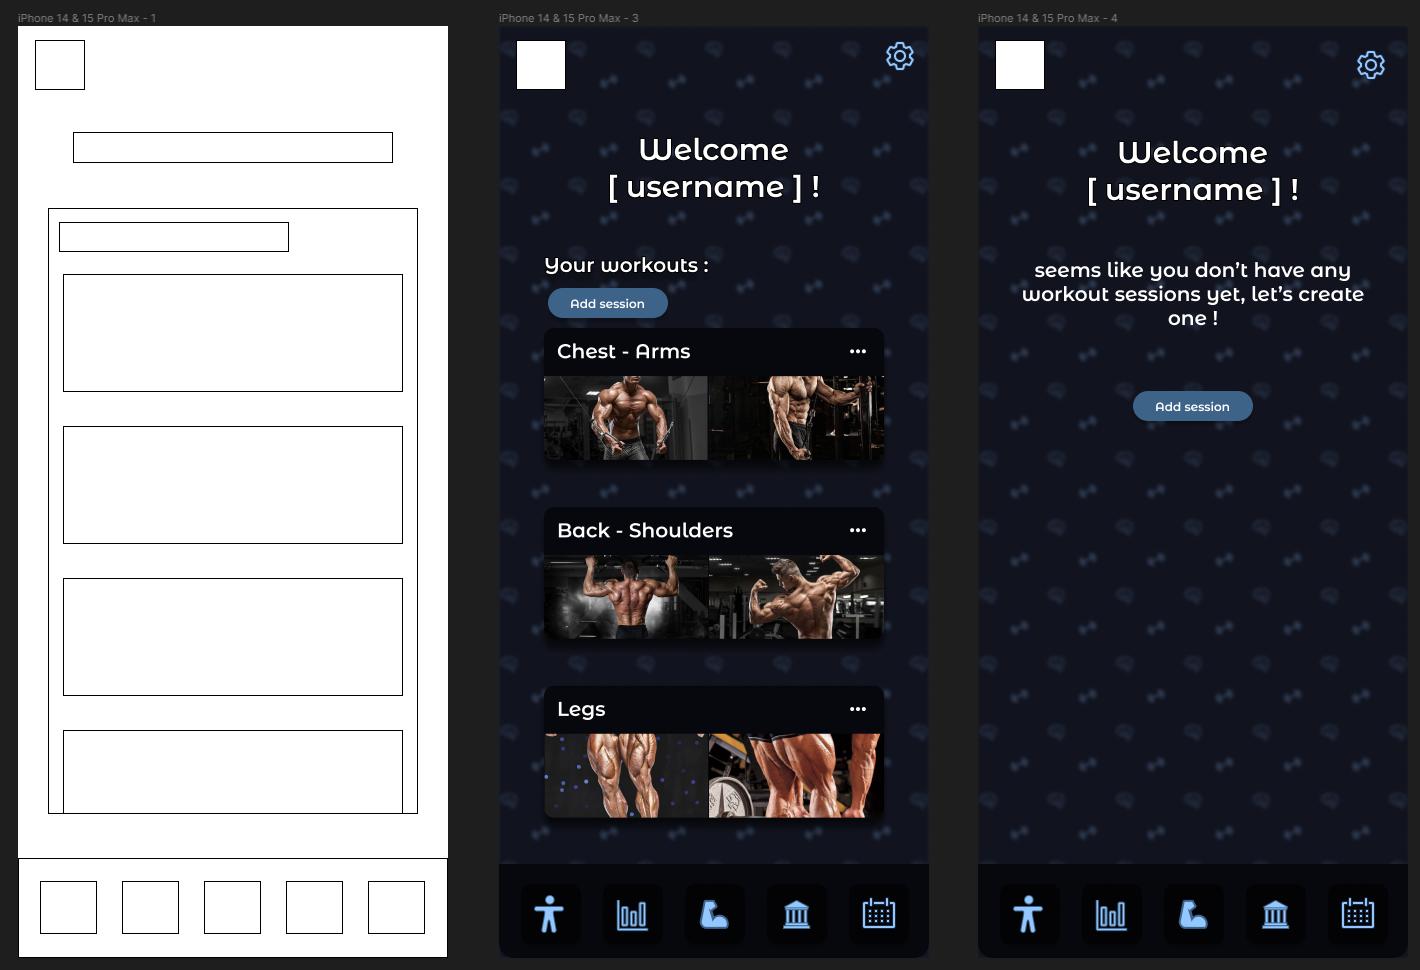 iPhone 14 & 15 Pro Max - 1
iPhone 14 & 15 Pro Max - 3
Welcome
[ username ] !
Your workouts :
Add session
Chest - Arms
Back - Shoulders
Legs
iPhone 14 & 15 Pro Max - 4
Welcome
[ username ] !
seems like you don’t have any
workout sessions yet, let’s create
one !
Add session